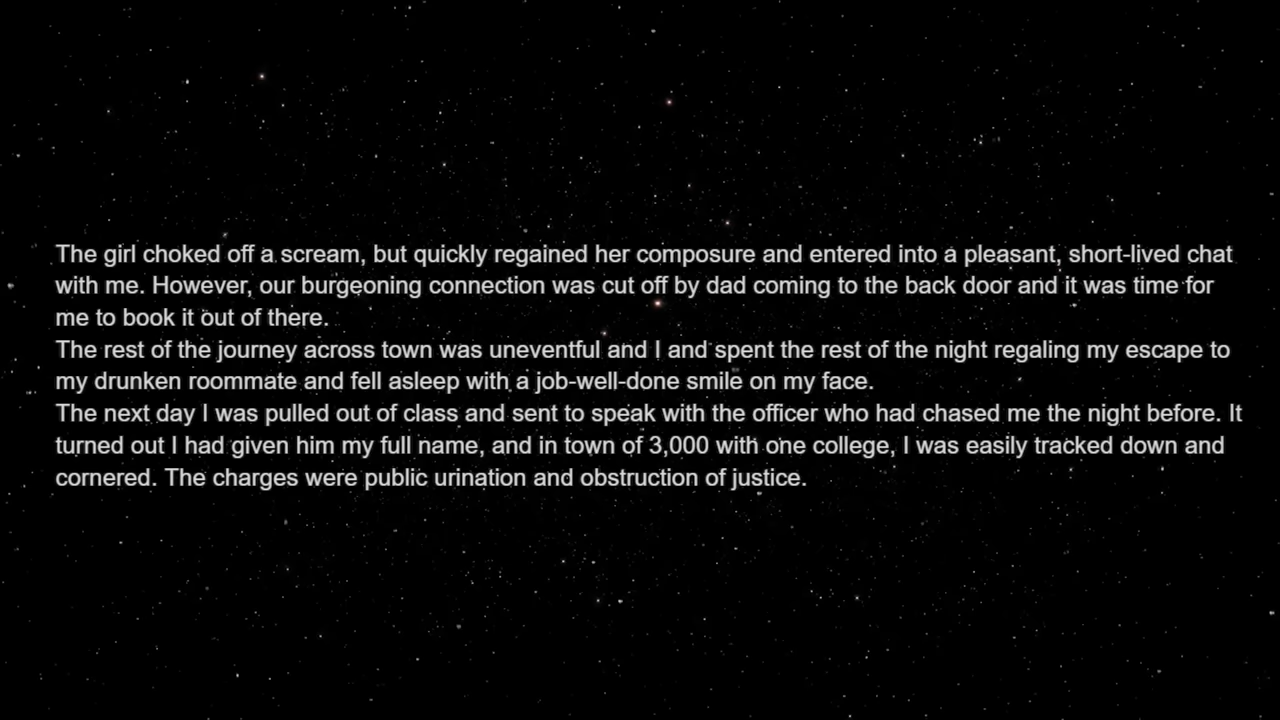 The girl choked off a scream, but quickly regained her composure and entered into a pleasant, short-lived chat
with me. However, our burgeoning connection was cut off by dad coming to the back door and it was time for
me to book it out of there.
The rest of the journey across town was uneventful and I and spent the rest of the night regaling my escape to
my drunken roommate and fell asleep with a job-well-done smile on my face.
The next day I was pulled out of class and sent to speak with the officer who had chased me the night before. It
turned out I had given him my full name, and in town of 3,000 with one college, I was easily tracked down and
cornered. The charges were public urination and obstruction of justice.